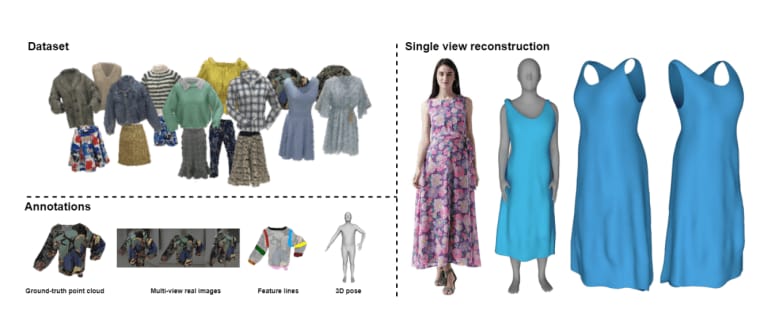 Dataset
Single view reconstruction
Annotations
Ground-truth point cloud
Multi-view real images
Feature lines
3D pose